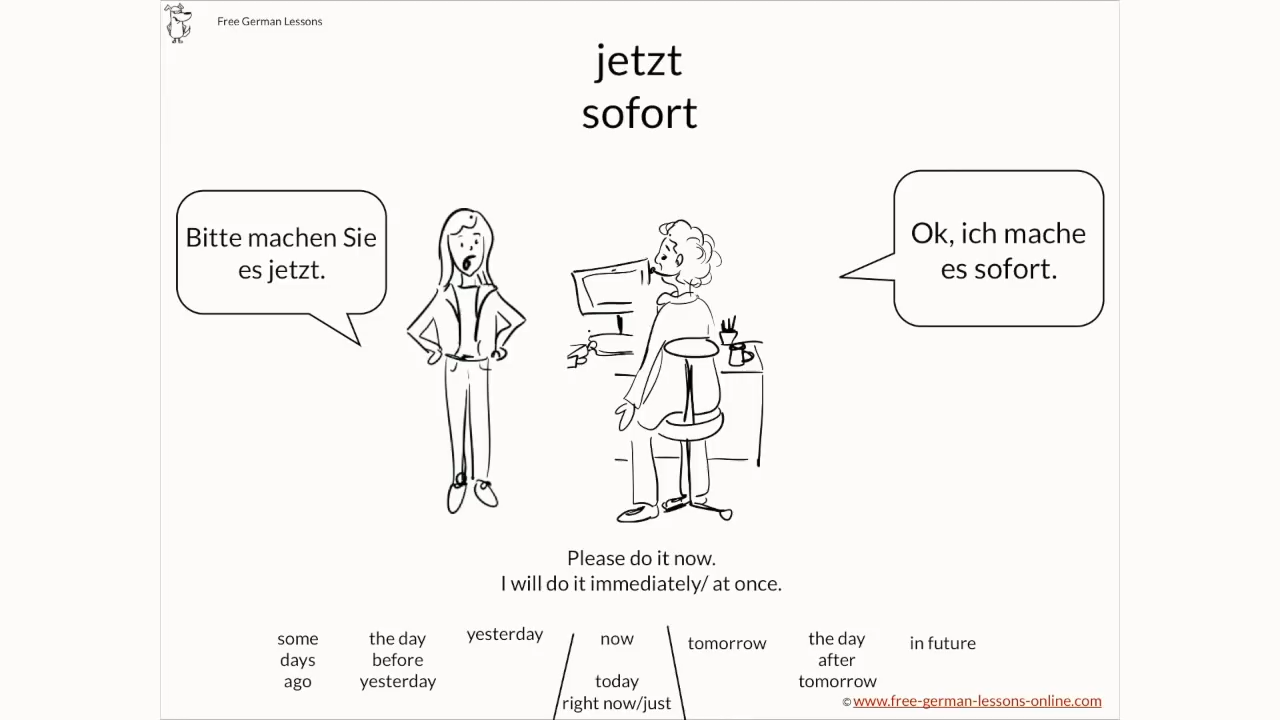 Free German Lessons
jetzt
sofort
Bitte machen Sie
es jetzt.
Ok, ich mache
es sofort.
Please do it now.
I will do it immediately/ at once.
some
days
ago
the day
before
yesterday
yesterday
now
today
right now/just
tomorrow
the day
after
tomorrow
in future
© www.free-german-lessons-online.com